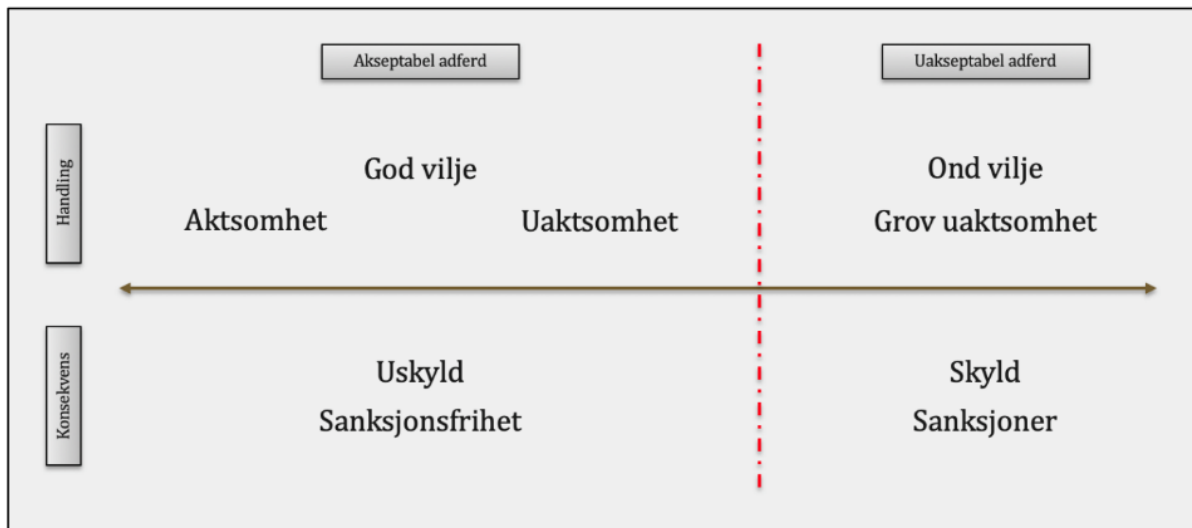 Akseptabel adferd
Uakseptabel adferd
Handling
God vilje
Ond vilje
Aktsomhet
Uaktsomhet
Grov uaktsomhet
Konsekvens
Uskyld
Skyld
Sanksjonsfrihet
Sanksjoner